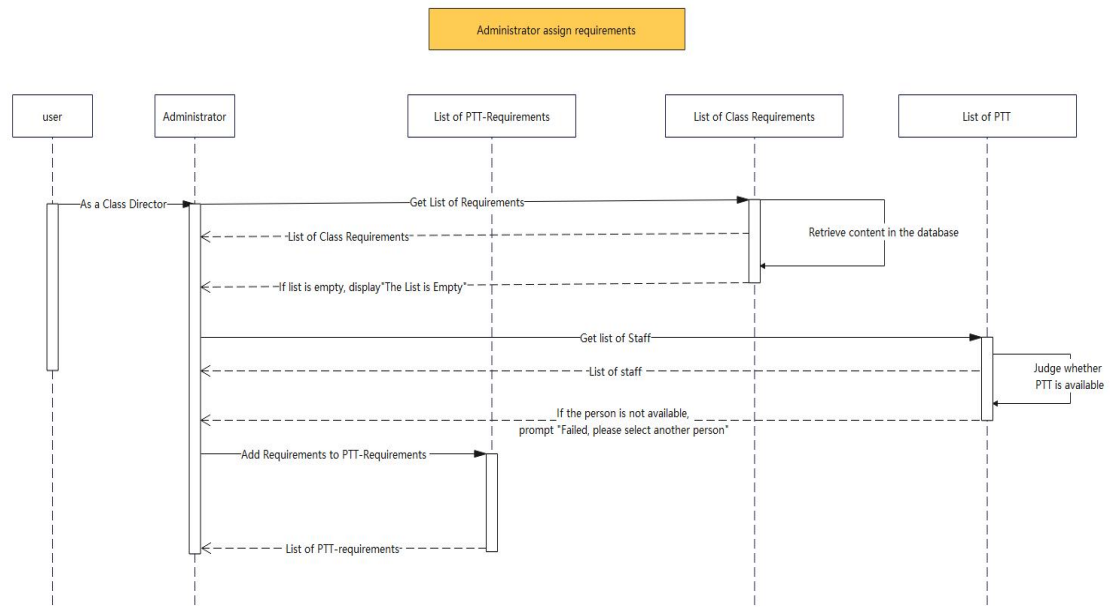 Administrator assign requirements
user
Administrator
List of PTT-Requirements
List of Class Requirements
List of PTT
As a Class Director
Get List of Requirements
Retrieve content in the database
List of Class Requirements
If list is empty, display"The List is Empty"
Get list of Staff
Judge whether
PTT is available
List of staff
If the person is not available,
prompt "Failed, please select another person"
Add Requirements to PTT-Requirements
List of PTT-requirements